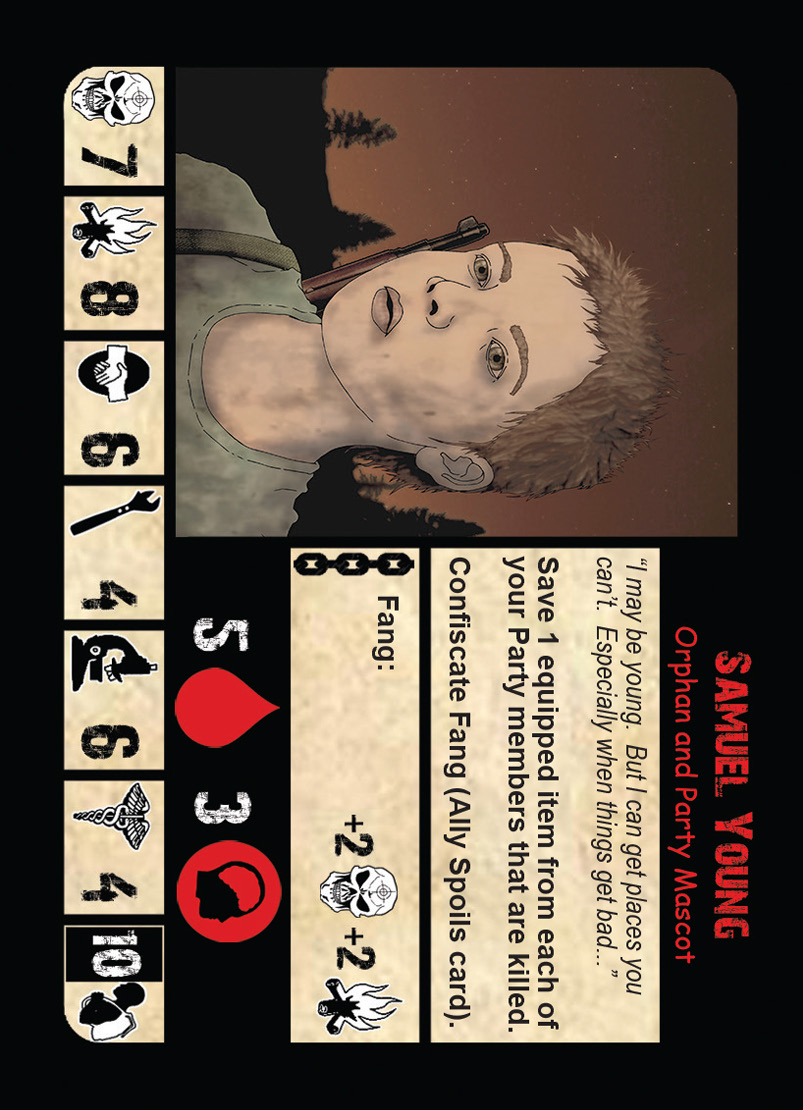 SAMUEL YOUNG
Orphan and Party Mascot
“I may be young.  But I can get places you
can't.  Especially when things get bad...”
Save 1 equipped item from each of
your Party members that are killed.
Confiscate Fang (Ally Spoils card).
Fang:
+2 +2
5 3
7 8 6 4 6 4 10